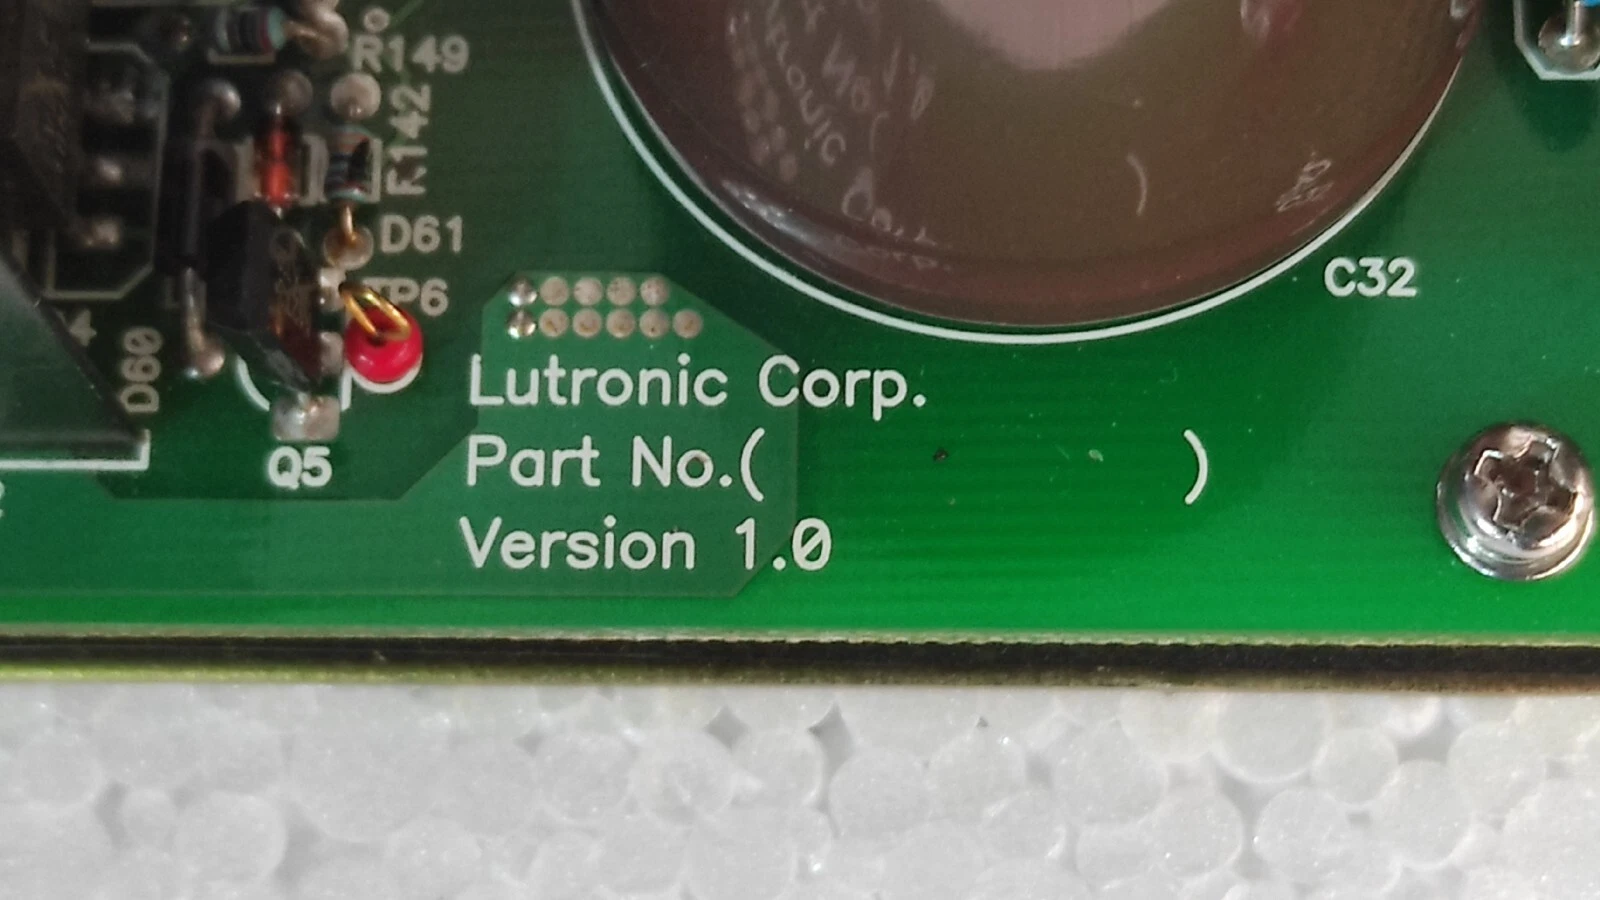 R149
R142
D61
TP6
D60
C32
Lutronic Corp.
Q5
Part No.( )
Version 1.0